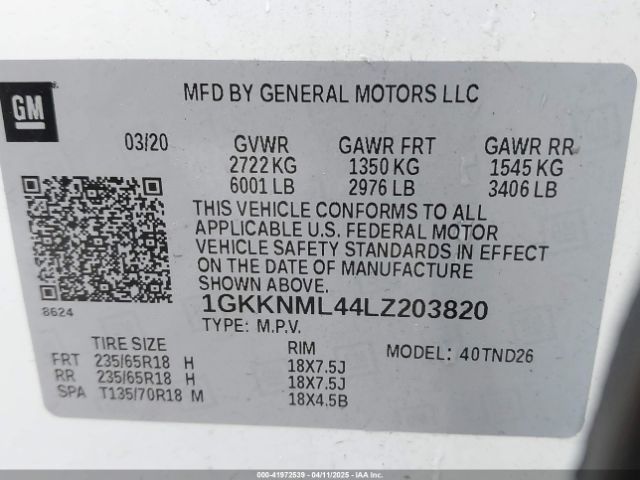 GM
MFD BY GENERAL MOTORS LLC
03/20 GVWR GAWR FRT GAWR RR
2722 KG 1350 KG 1545 KG
6001 LB 2976 LB 3406 LB
THIS VEHICLE CONFORMS TO ALL
APPLICABLE U.S. FEDERAL MOTOR
VEHICLE SAFETY STANDARDS IN EFFECT
ON THE DATE OF MANUFACTURE
SHOWN ABOVE.
8624 1GKKNML44LZ203820
TYPE: M.P.V.
TIRE SIZE RIM MODEL: 40TND26
FRT 235/65R18 H 18X7.5J
RR 235/65R18 H 18X7.5J
SPA T135/70R18 M 18X4.5B
000-41972539 - 04/11/2025 - IAAI.COM